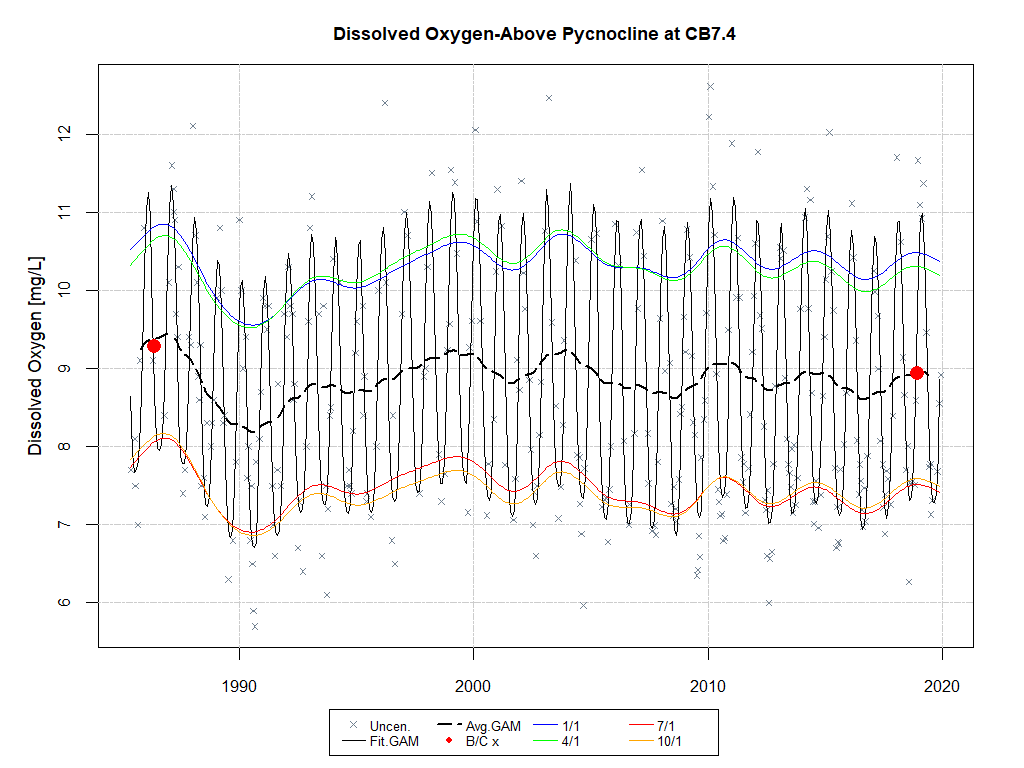 Dissolved Oxygen-Above Pycnocline at CB7.4
Dissolved Oxygen [mg/L]
12
11
10
9
8
7
6
1990 2000 2010 2020
Uncen. Avg.GAM 1/1 7/1
Fit.GAM B/C x 4/1 10/1